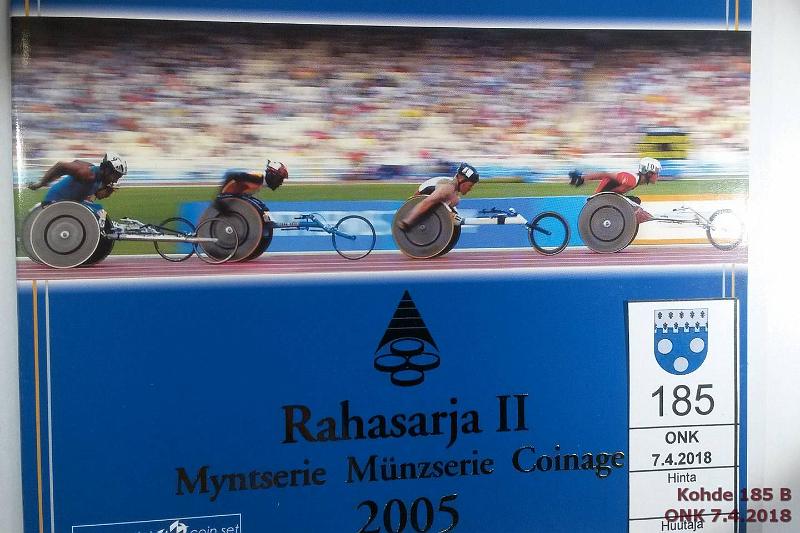 Rahasarja II
Myntserie Münzserie Coinage
2005
coin set
185
ONK
7.4.2018
Hinta
Huutaja
Kohde 185 B
ONK 7.4.2018